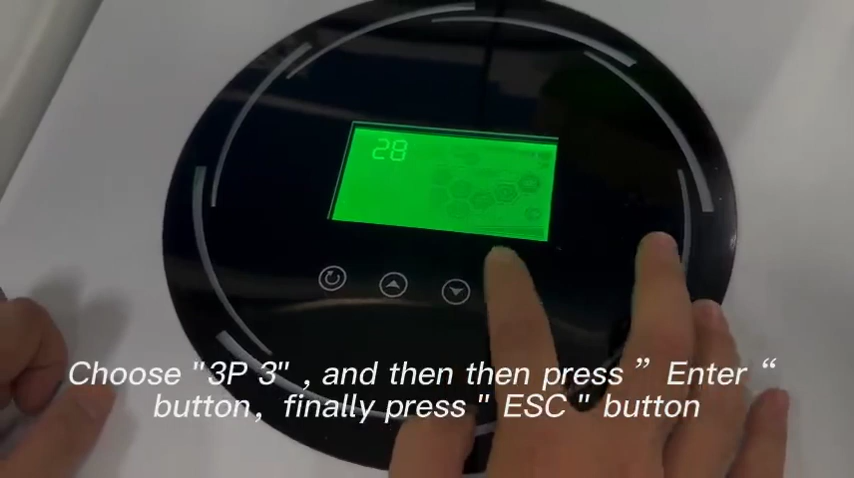 28
Choose "3P 3" , and then then press ” Enter “
button， finally press " ESC " button